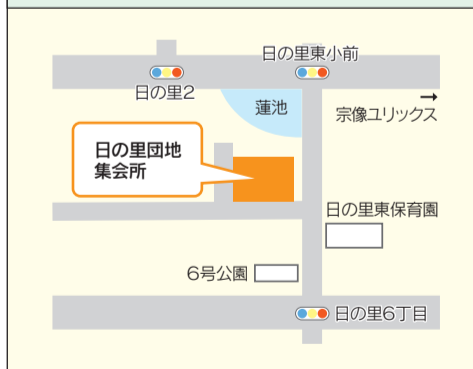 日の里東小前
日の里2
蓮池
→
宗像ユリックス
日の里団地
集会所
日の里東保育園
6号公園
日の里6丁目